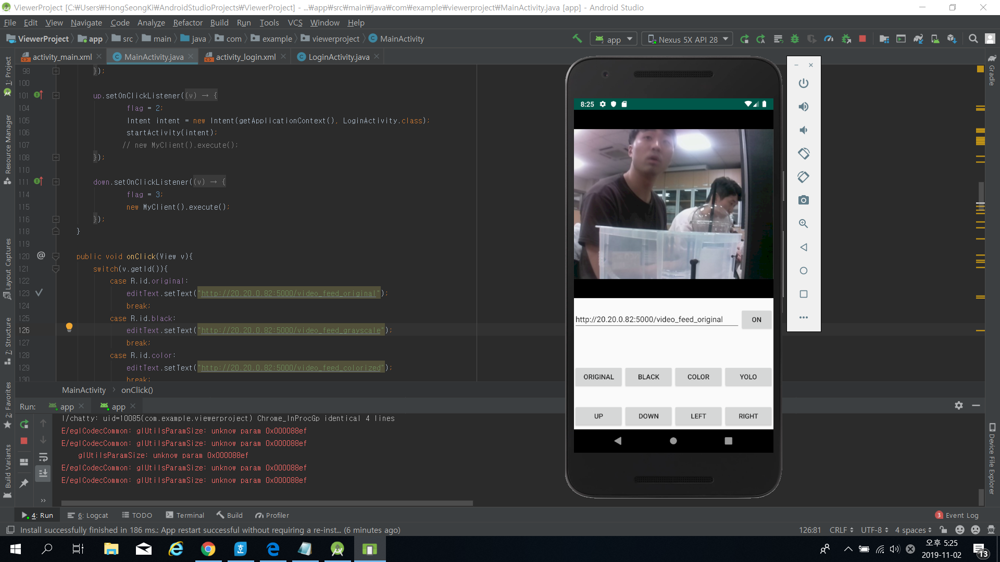 ViewerProject [C:₩Users₩HongSeongKi₩AndroidStudioProjects₩ViewerProject] - ...₩app₩src₩main₩java₩com₩example₩viewerproject₩MainActivity.java [app] - Android Studio
File Edit View Navigate Code Analyze Refactor Build Run Tools VCS Window Help
ViewerProject app src main java com example viewerproject MainActivity
app Nexus 5X API 28
activity_main.xml MainActivity.java activity_login.xml LoginActivity.java
1: Project
Resource Manager
Layout Captures
7: Structure
2: Favorites
Build Variants
98 });
100
101 up.setOnClickListener((v) → {
104 flag = 2;
105 Intent intent = new Intent(getApplicationContext(), LoginActivity.class);
106 startActivity(intent);
107 // new MyClient().execute();
108 });
110
111 down.setOnClickListener((v) → {
114 flag = 3;
115 new MyClient().execute();
116 });
118 }
119
120 @ public void onClick(View v){
121 switch(v.getId()){
122 case R.id.original:
123 editText.setText("http://20.20.0.82:5000/video_feed_original");
124 break;
125 case R.id.black:
126 editText.setText("http://20.20.0.82:5000/video_feed_grayscale");
127 break;
128 case R.id.color:
129 editText.setText("http://20.20.0.82:5000/video_feed_colorized");
130 break;
MainActivity onClick()
8:25
http://20.20.0.82:5000/video_feed_original ON
ORIGINAL BLACK COLOR YOLO
UP DOWN LEFT RIGHT
Gradle
Device File Explorer
Run: app app
I/chatty: uid=10085(com.example.viewerproject) Chrome_InProcGp identical 4 lines
E/eglCodecCommon: glUtilsParamSize: unknow param 0x000088ef
E/eglCodecCommon: glUtilsParamSize: unknow param 0x000088ef
glUtilsParamSize: unknow param 0x000088ef
E/eglCodecCommon: glUtilsParamSize: unknow param 0x000088ef
E/eglCodecCommon: glUtilsParamSize: unknow param 0x000088ef
4: Run 6: Logcat TODO Terminal Build Profiler 3 Event Log
Install successfully finished in 186 ms.: App restart successful without requiring a re-inst... (6 minutes ago) 126:81 CRLF UTF-8 4 spaces
오후 5:25
2019-11-02
13